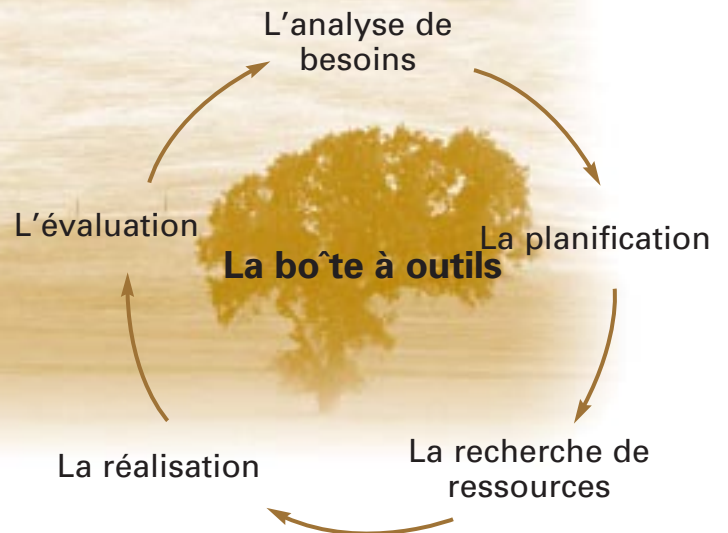 L'analyse de
besoins
L'évaluation
La planification
La boˆte à outils
La réalisation
La recherche de
ressources